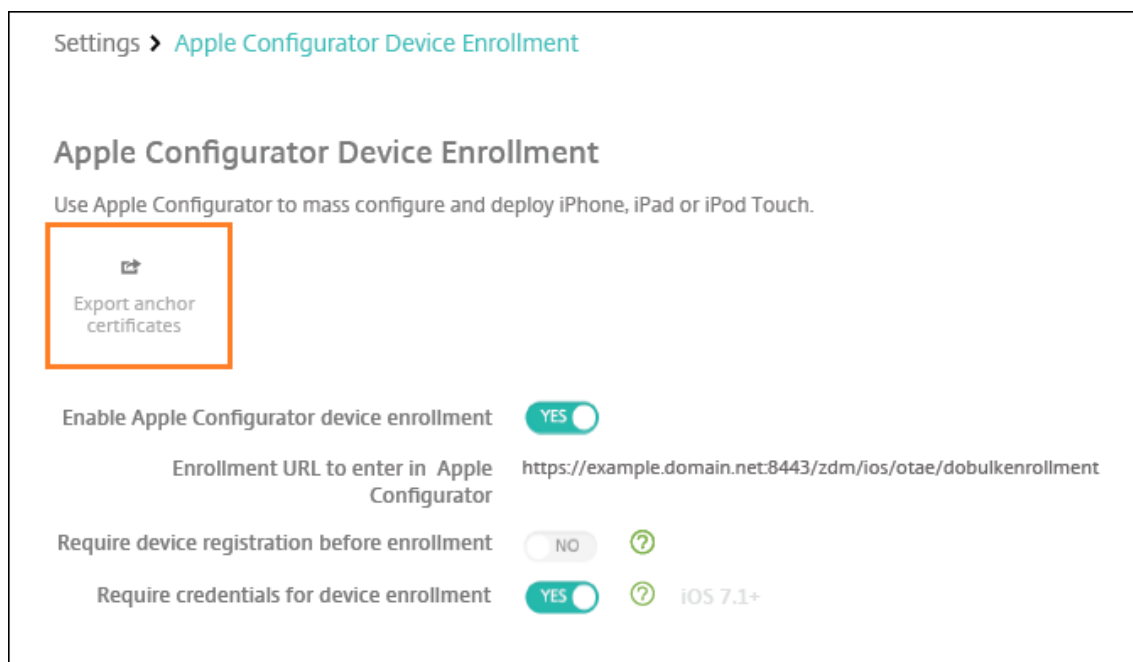 Settings > Apple Configurator Device Enrollment
Apple Configurator Device Enrollment
Use Apple Configurator to mass configure and deploy iPhone, iPad or iPod Touch.
Export anchor
certificates
Enable Apple Configurator device enrollment YES
Enrollment URL to enter in Apple https://example.domain.net:8443/zdm/ios/otae/dobulkenrollment
Configurator
Require device registration before enrollment NO ?
Require credentials for device enrollment YES ? iOS 7.1+